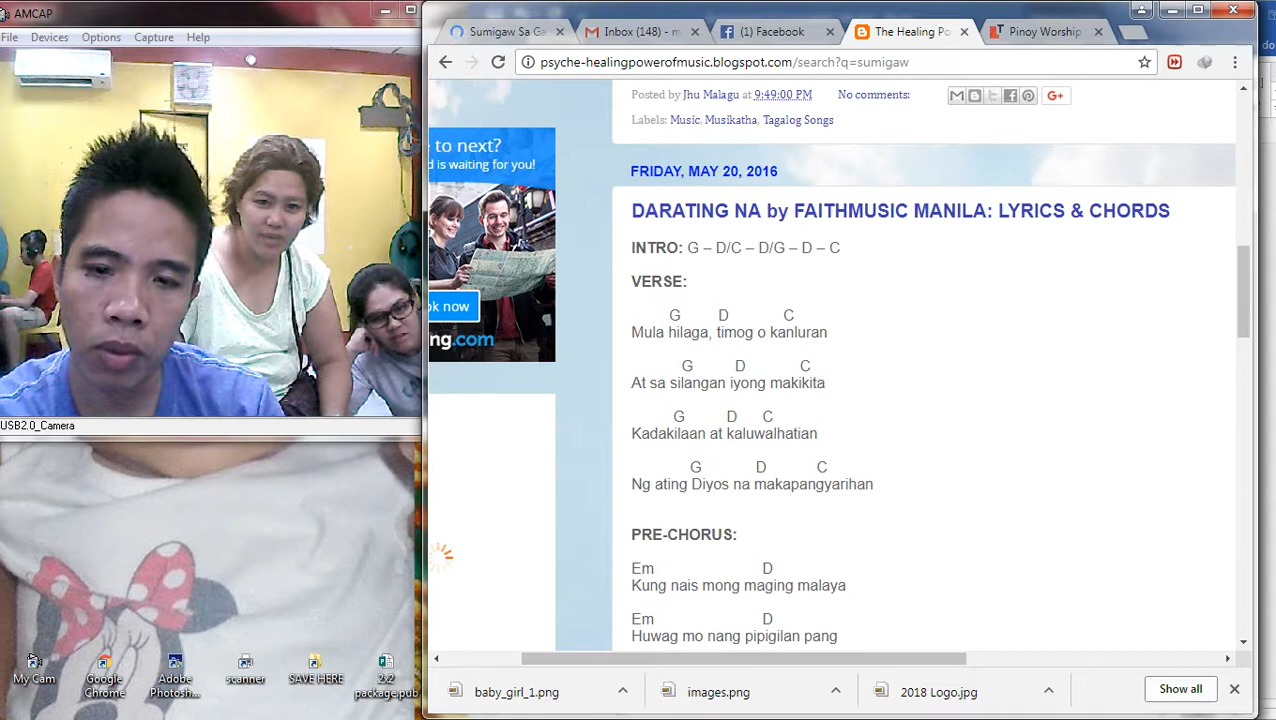 AMCAP
File Devices Options Capture Help
USB2.0_Camera
My Cam
Google Chrome
Adobe Photosh...
scanner
SAVE HERE
2x2 package.pub
Sumigaw Sa Ga
Inbox (148) - m
(1) Facebook
The Healing Po
Pinoy Worship
psyche-healingpowerofmusic.blogspot.com/search?q=sumigaw
Posted by Jhu Malagu at 9:49:00 PM No comments:
Labels: Music, Musikatha, Tagalog Songs
e to next?
d is waiting for you!
ok now
ng.com
FRIDAY, MAY 20, 2016
DARATING NA by FAITHMUSIC MANILA: LYRICS & CHORDS
INTRO: G – D/C – D/G – D – C
VERSE:
G D C
Mula hilaga, timog o kanluran
G D C
At sa silangan iyong makikita
G D C
Kadakilaan at kaluwalhatian
G D C
Ng ating Diyos na makapangyarihan
PRE-CHORUS:
Em D
Kung nais mong maging malaya
Em D
Huwag mo nang pipigilan pang
baby_girl_1.png
images.png
2018 Logo.jpg
Show all